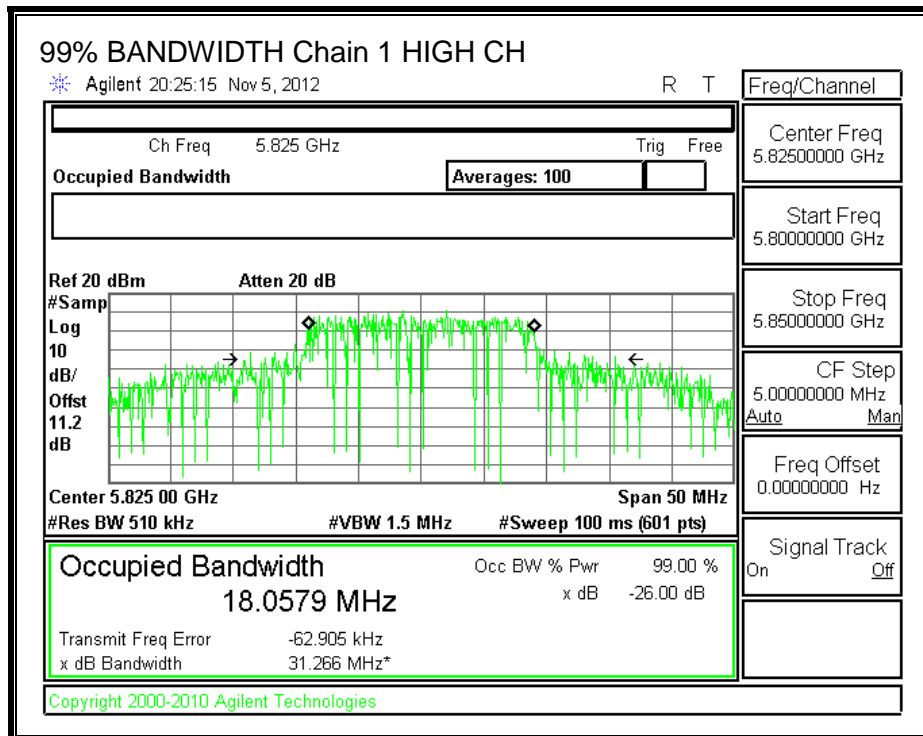 99% BANDWIDTH Chain 1 HIGH CH
Agilent 20:25:15 Nov 5, 2012 R T
Freq/Channel
Ch Freq 5.825 GHz Trig Free
Occupied Bandwidth Averages: 100
Center Freq
5.82500000 GHz
Start Freq
5.80000000 GHz
Stop Freq
5.85000000 GHz
CF Step
5.00000000 MHz
Auto Man
Freq Offset
0.00000000 Hz
Signal Track
On Off
Ref 20 dBm Atten 20 dB
#Samp
Log
10
dB/
Offst
11.2
dB
Center 5.825 00 GHz Span 50 MHz
#Res BW 510 kHz #VBW 1.5 MHz #Sweep 100 ms (601 pts)
Occupied Bandwidth Occ BW % Pwr 99.00 %
18.0579 MHz x dB -26.00 dB
Transmit Freq Error -62.905 kHz
x dB Bandwidth 31.266 MHz*
Copyright 2000-2010 Agilent Technologies